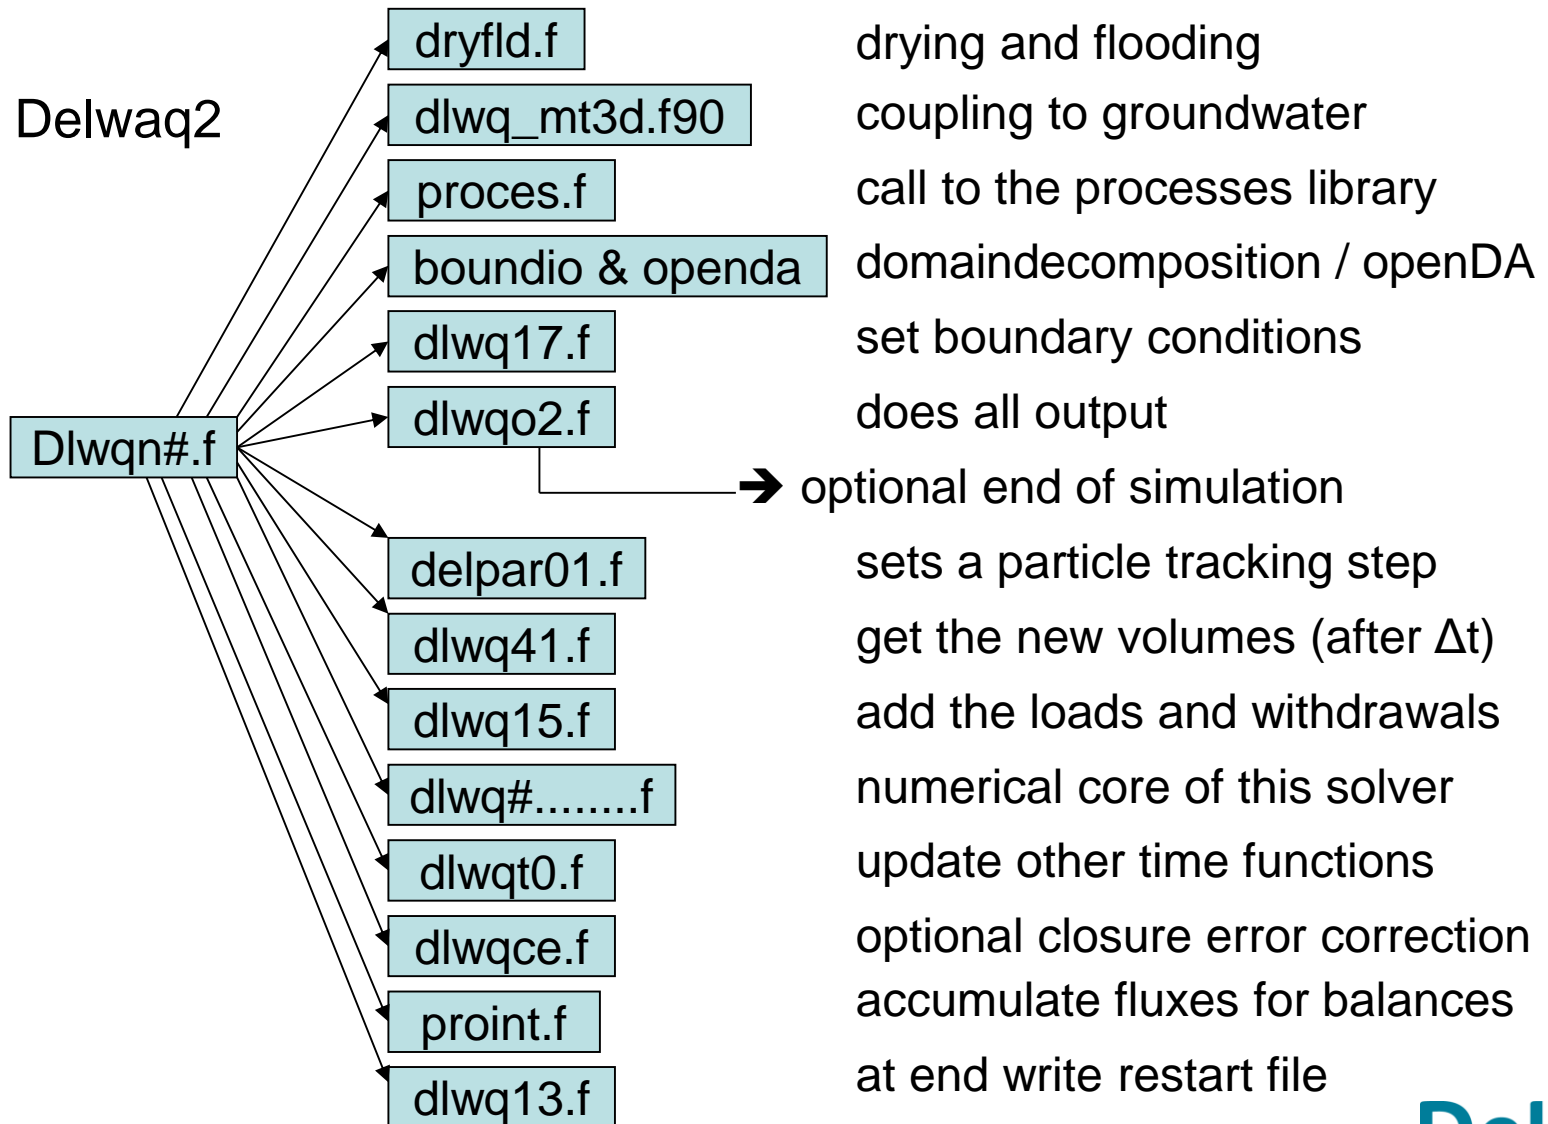 Delwaq2
Dlwqn#.f
dryfld.f drying and flooding
dlwq_mt3d.f90 coupling to groundwater
proces.f call to the processes library
boundio & openda domaindecomposition / openDA
dlwq17.f set boundary conditions
dlwqo2.f does all output
➔ optional end of simulation
delpar01.f sets a particle tracking step
dlwq41.f get the new volumes (after Δt)
dlwq15.f add the loads and withdrawals
dlwq#........f numerical core of this solver
dlwqt0.f update other time functions
dlwqce.f optional closure error correction
proint.f accumulate fluxes for balances
dlwq13.f at end write restart file